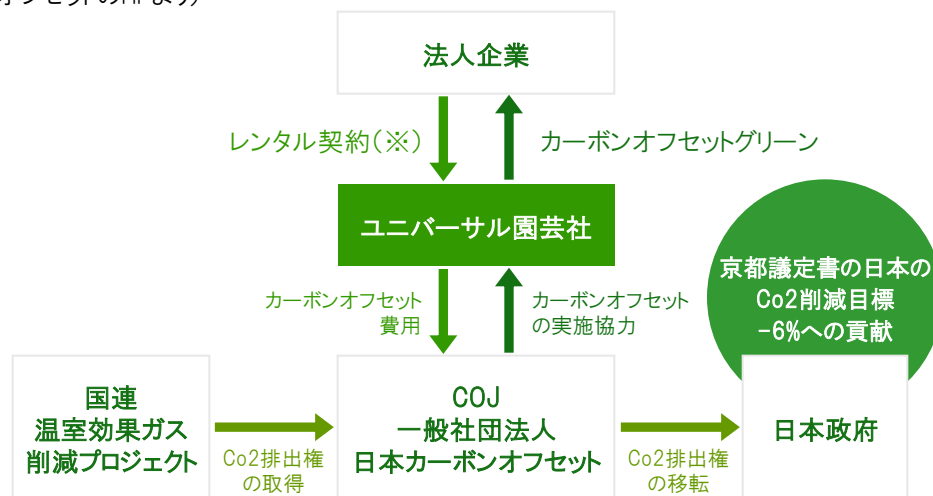 法人企業
レンタル契約(※)
カーボンオフセットグリーン
ユニバーサル園芸社
カーボンオフセット
費用
カーボンオフセット
の実施協力
京都議定書の日本の
Co2削減目標
-6%への貢献
国連
温室効果ガス
削減プロジェクト
Co2排出権
の取得
COJ
一般社団法人
日本カーボンオフセット
Co2排出権
の移転
日本政府